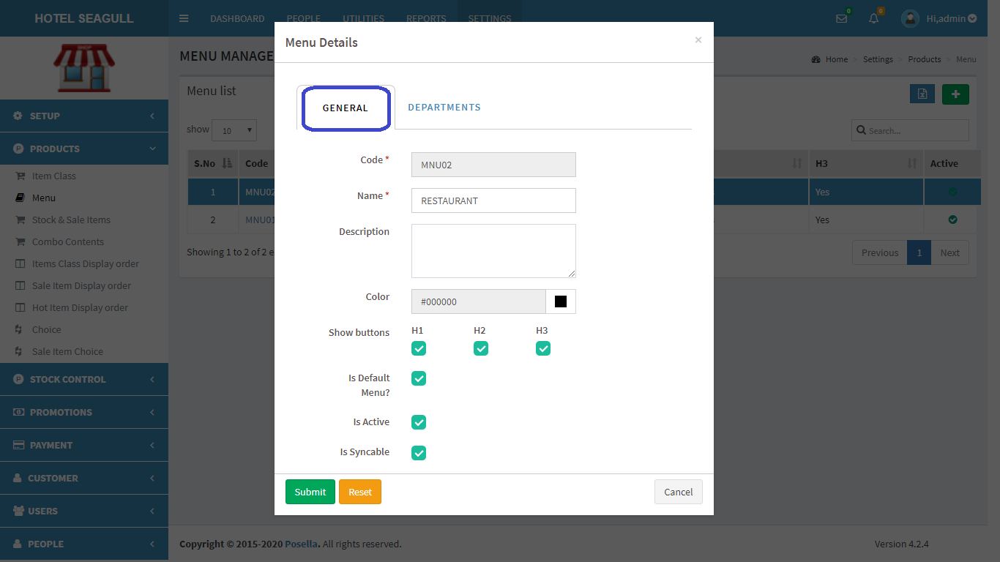 HOTEL SEAGULL
DASHBOARD PEOPLE UTILITIES REPORTS SETTINGS
0 0 Hi,admin
SHOP
SETUP
PRODUCTS
Item Class
Menu
Stock & Sale Items
Combo Contents
Items Class Display order
Sale Item Display order
Hot Item Display order
Choice
Sale Item Choice
STOCK CONTROL
PROMOTIONS
PAYMENT
CUSTOMER
USERS
PEOPLE
MENU MANAGE
Home > Settings > Products > Menu
Menu list
show 10
Search...
S.No Code H3 Active
1 MNU02 Yes
2 MNU01 Yes
Showing 1 to 2 of 2 e
Previous 1 Next
Menu Details ×
GENERAL DEPARTMENTS
Code * MNU02
Name * RESTAURANT
Description
Color #000000
Show buttons H1 H2 H3
Is Default
Menu?
Is Active
Is Syncable
Submit Reset Cancel
Copyright © 2015-2020 Posella. All rights reserved. Version 4.2.4